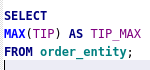 SELECT
MAX(TIP) AS TIP_MAX
FROM order_entity;